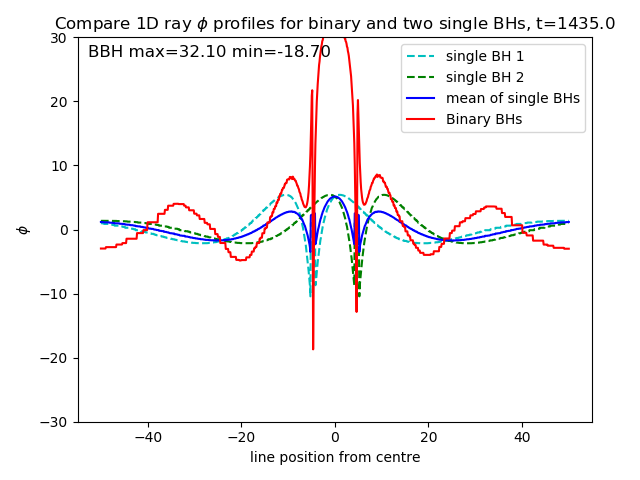 Compare 1D ray ϕ profiles for binary and two single BHs, t=1435.0
BBH max=32.10 min=-18.70
single BH 1
single BH 2
mean of single BHs
Binary BHs
30
20
10
0
−10
−20
−30
ϕ
−40 −20 0 20 40
line position from centre